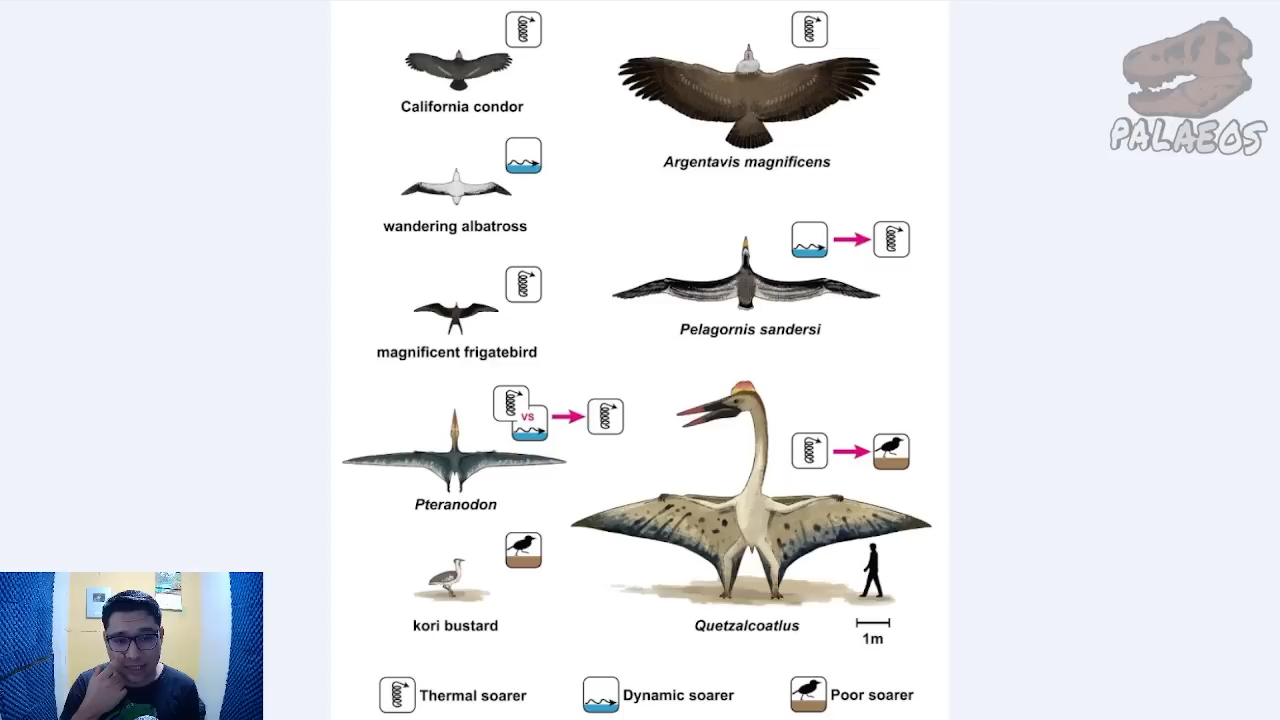 PALAEOS
California condor
Argentavis magnificens
wandering albatross
Pelagornis sandersi
magnificent frigatebird
vs
Pteranodon
kori bustard
Quetzalcoatlus
1m
Thermal soarer
Dynamic soarer
Poor soarer